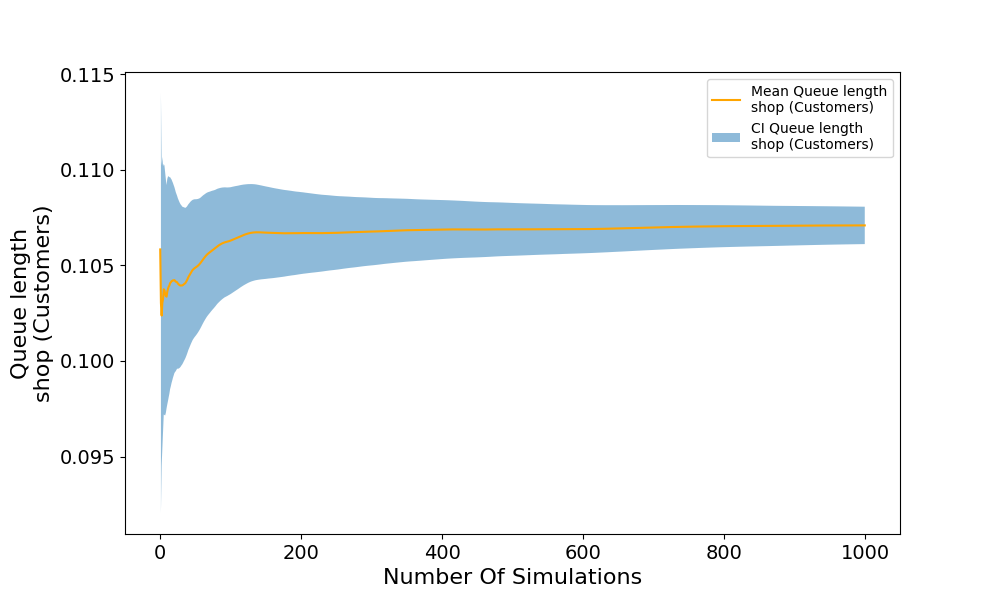 0.115
0.110
0.105
0.100
0.095
Queue length
shop (Customers)
0
200
400
600
800
1000
Number Of Simulations
Mean Queue length
shop (Customers)
CI Queue length
shop (Customers)